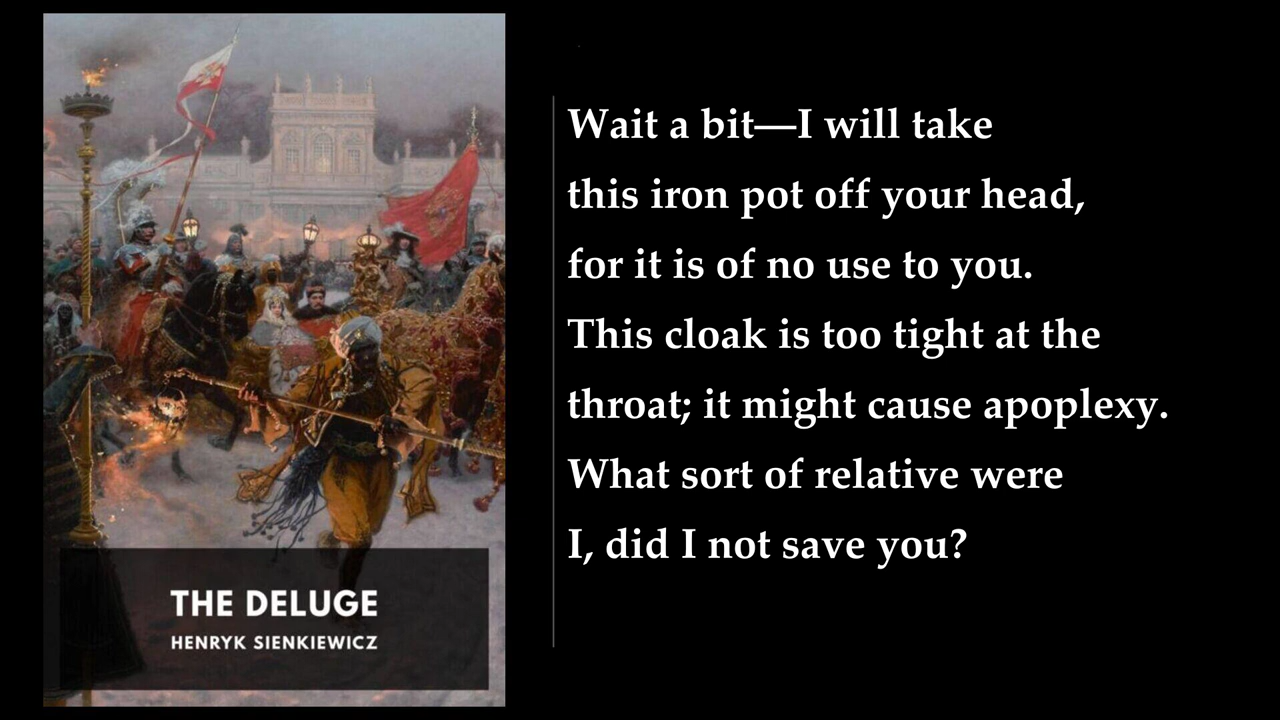 THE DELUGE
HENRYK SIENKIEWICZ
Wait a bit—I will take
this iron pot off your head,
for it is of no use to you.
This cloak is too tight at the
throat; it might cause apoplexy.
What sort of relative were
I, did I not save you?